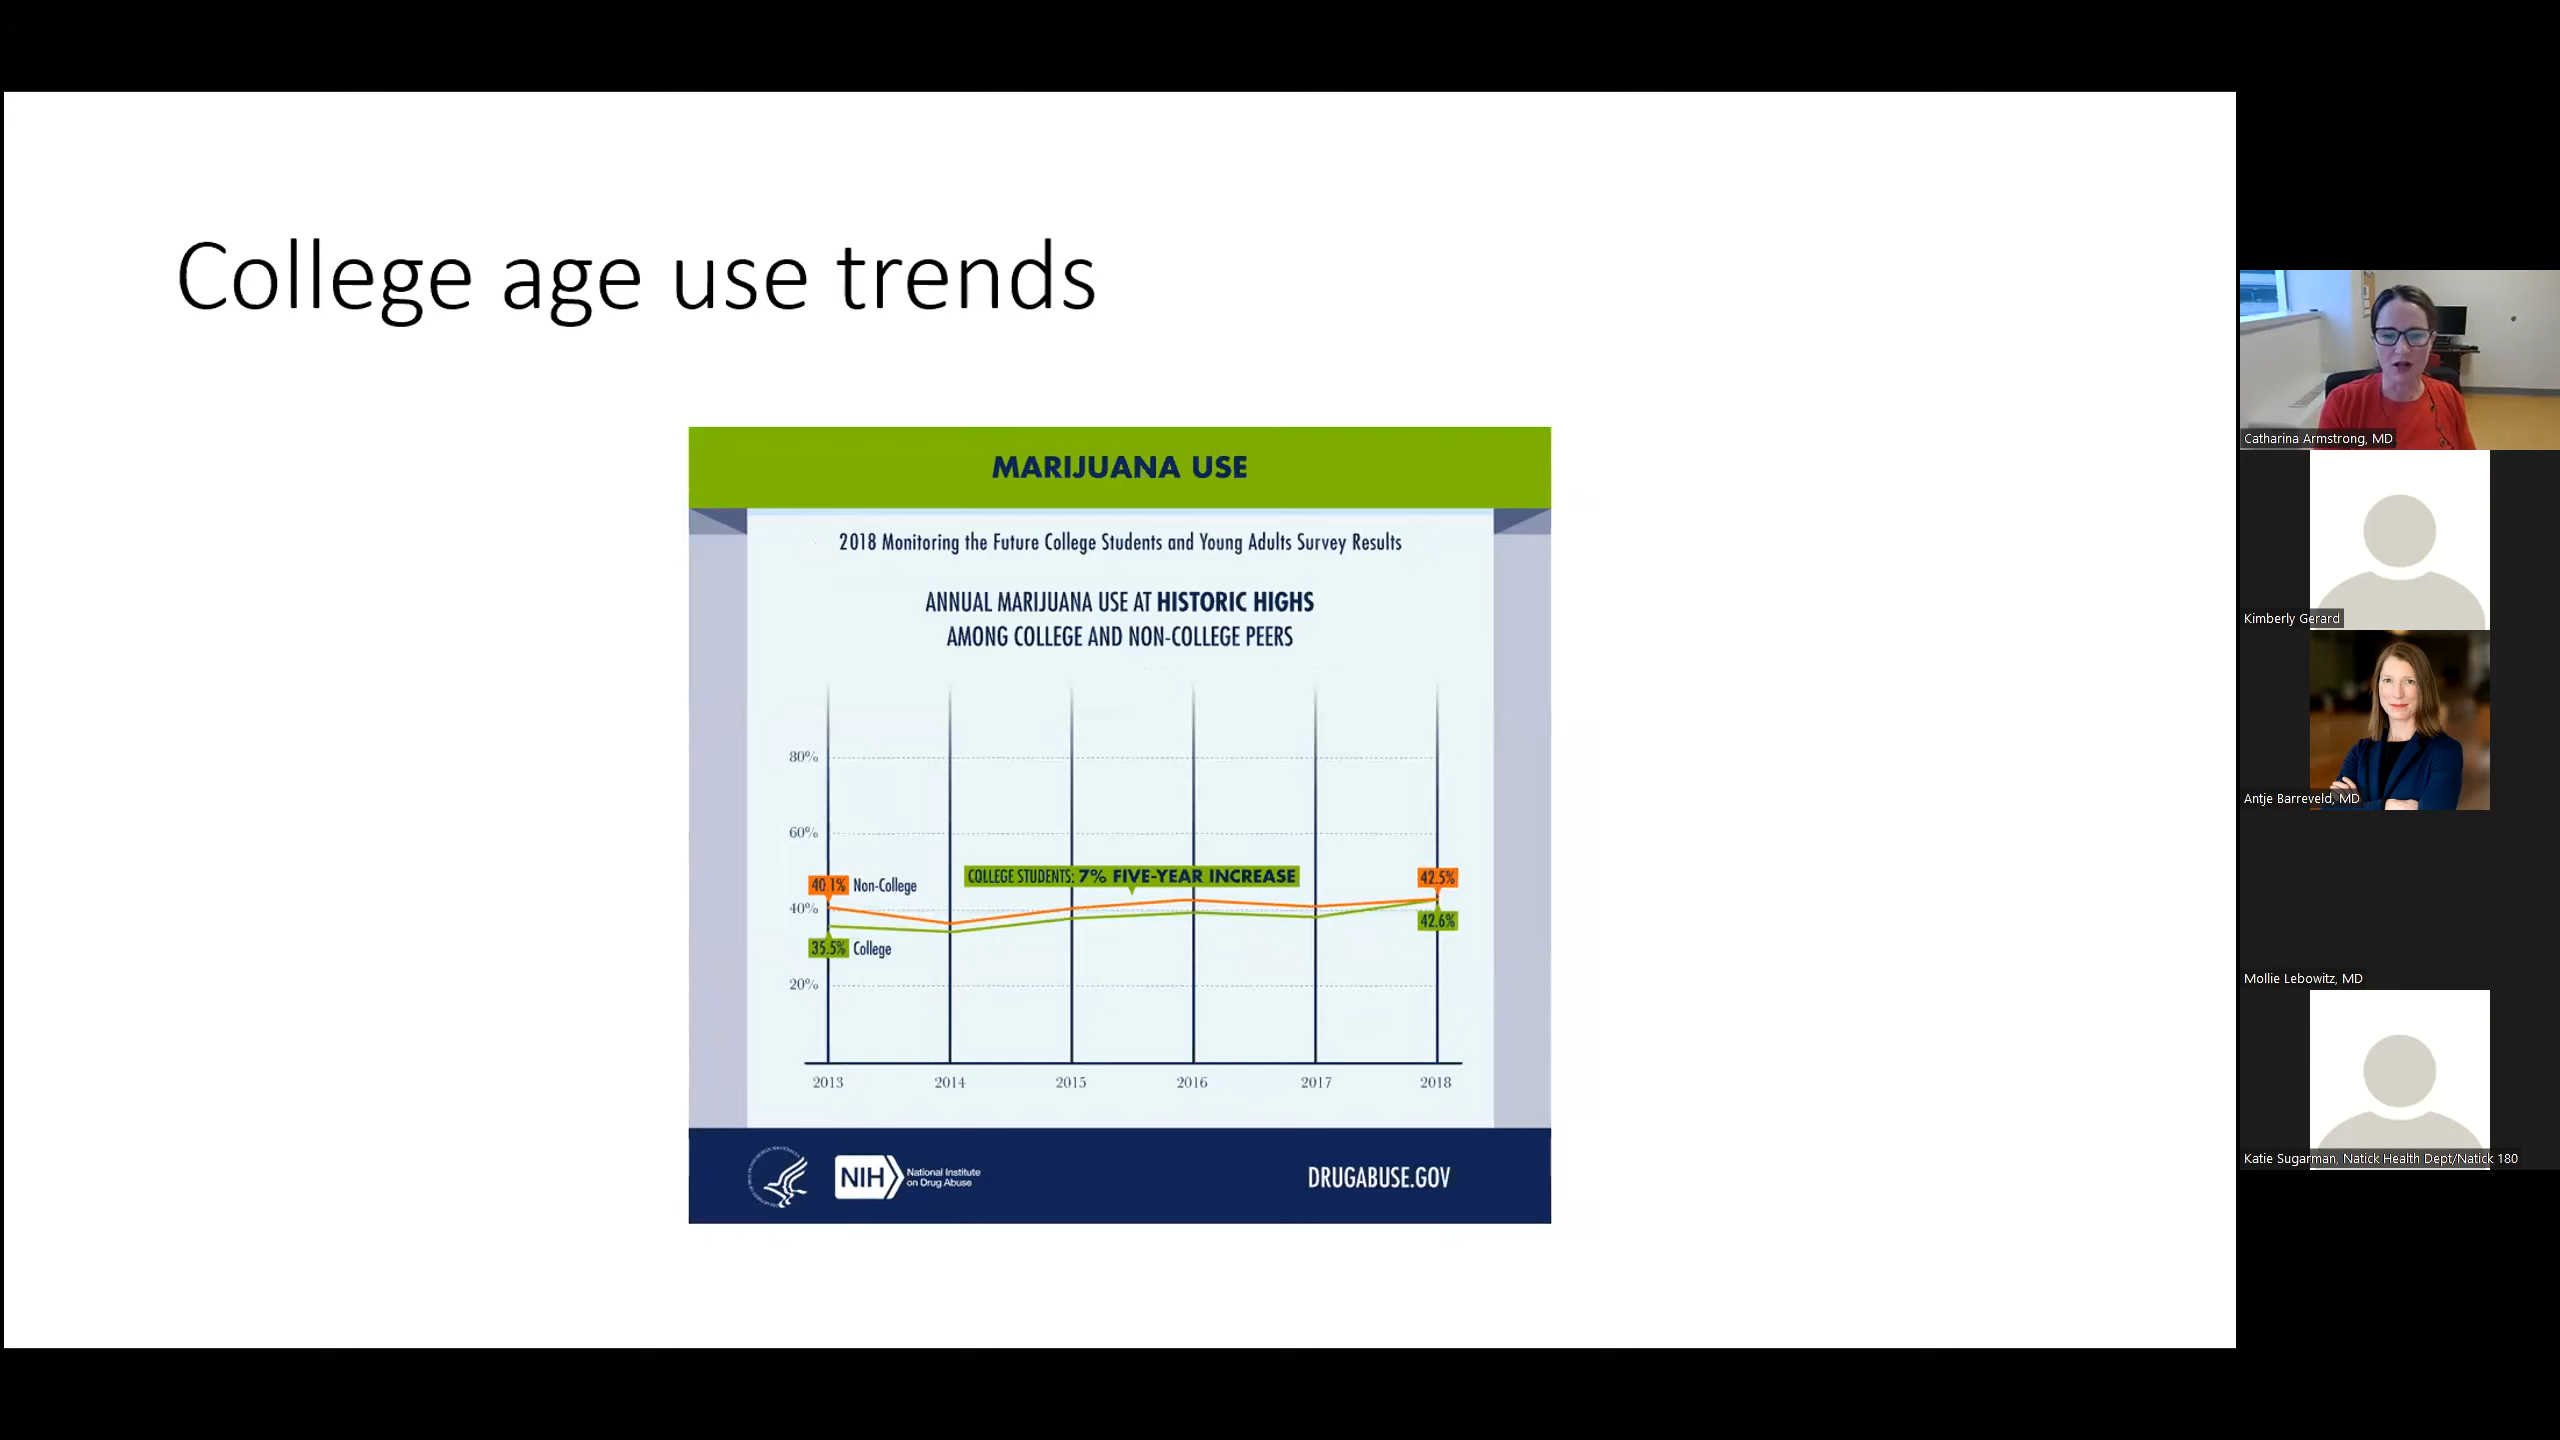 College age use trends
MARIJUANA USE
2018 Monitoring the Future College Students and Young Adults Survey Results
ANNUAL MARIJUANA USE AT HISTORIC HIGHS
AMONG COLLEGE AND NON-COLLEGE PEERS
80%
60%
40.1% Non-College
COLLEGE STUDENTS: 7% FIVE-YEAR INCREASE
42.5%
40%
42.6%
35.5% College
20%
2013 2014 2015 2016 2017 2018
NIH National Institute
on Drug Abuse
DRUGABUSE.GOV
Catharina Armstrong, MD
Kimberly Gerard
Antje Barreveld, MD
Mollie Lebowitz, MD
Katie Sugarman, Natick Health Dept/Natick 180